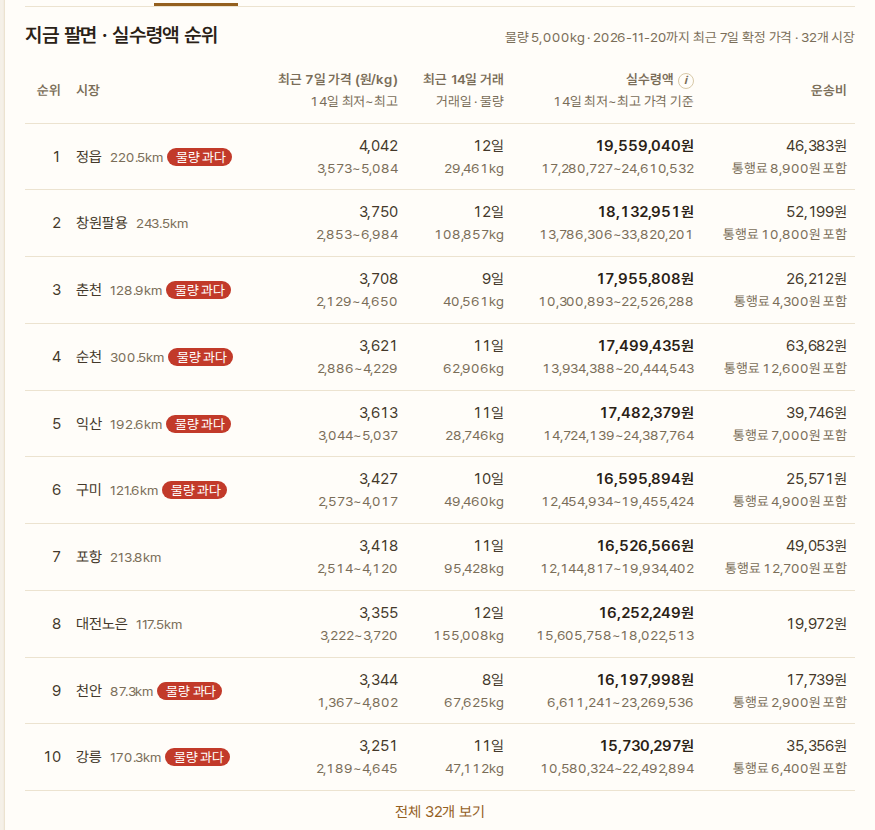 지금 팔면 · 실수령액 순위
물량 5,000kg · 2026-11-20까지 최근 7일 확정 가격 · 32개 시장
순위 시장 최근 7일 가격 (원/kg) 최근 14일 거래 실수령액 i 운송비
14일 최저~최고 거래일 · 물량 14일 최저~최고 가격 기준
1 정읍 220.5km 물량 과다 4,042 12일 19,559,040원 46,383원
3,573~5,084 29,461kg 17,280,727~24,610,532 통행료 8,900원 포함
2 창원팔용 243.5km 3,750 12일 18,132,951원 52,199원
2,853~6,984 108,857kg 13,786,306~33,820,201 통행료 10,800원 포함
3 춘천 128.9km 물량 과다 3,708 9일 17,955,808원 26,212원
2,129~4,650 40,561kg 10,300,893~22,526,288 통행료 4,300원 포함
4 순천 300.5km 물량 과다 3,621 11일 17,499,435원 63,682원
2,886~4,229 62,906kg 13,934,388~20,444,543 통행료 12,600원 포함
5 익산 192.6km 물량 과다 3,613 11일 17,482,379원 39,746원
3,044~5,037 28,746kg 14,724,139~24,387,764 통행료 7,000원 포함
6 구미 121.6km 물량 과다 3,427 10일 16,595,894원 25,571원
2,573~4,017 49,460kg 12,454,934~19,455,424 통행료 4,900원 포함
7 포항 213.8km 3,418 11일 16,526,566원 49,053원
2,514~4,120 95,428kg 12,144,817~19,934,402 통행료 12,700원 포함
8 대전노은 117.5km 3,355 12일 16,252,249원 19,972원
3,222~3,720 155,008kg 15,605,758~18,022,513
9 천안 87.3km 물량 과다 3,344 8일 16,197,998원 17,739원
1,367~4,802 67,625kg 6,611,241~23,269,536 통행료 2,900원 포함
10 강릉 170.3km 물량 과다 3,251 11일 15,730,297원 35,356원
2,189~4,645 47,112kg 10,580,324~22,492,894 통행료 6,400원 포함
전체 32개 보기